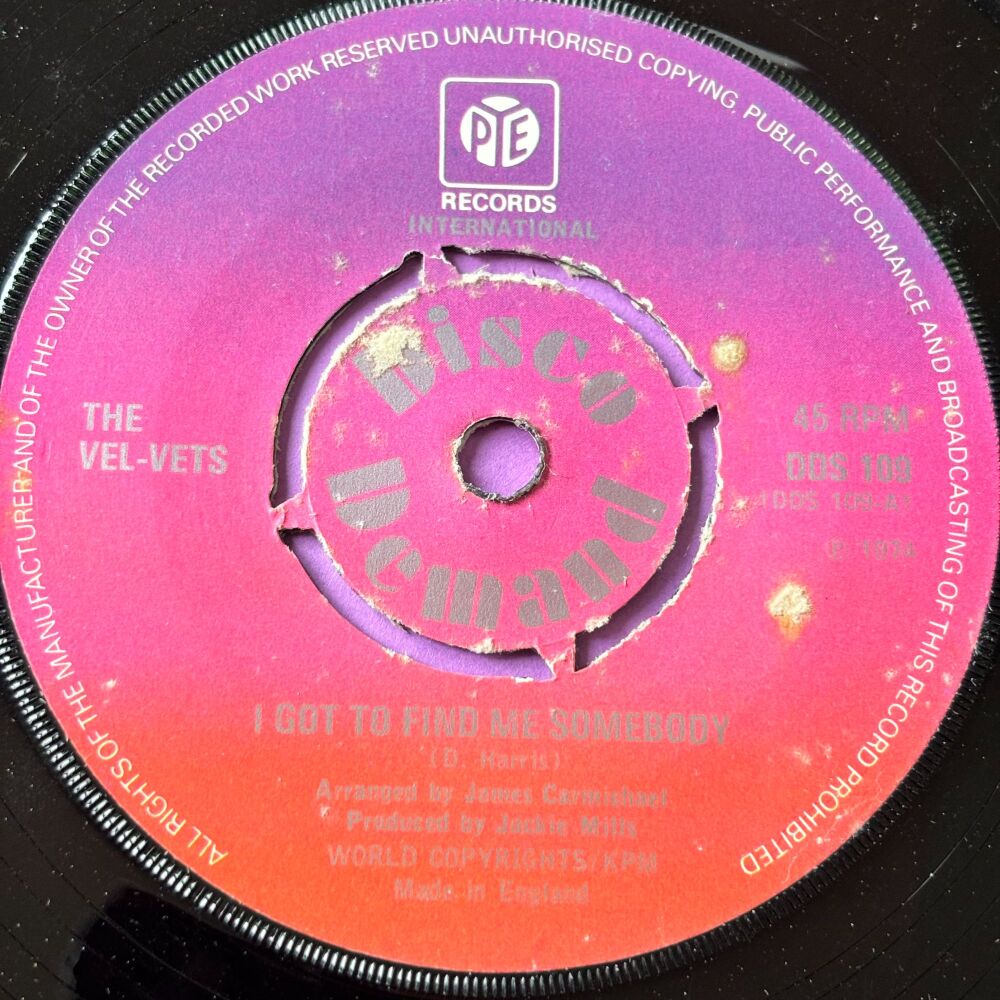 ALL RIGHTS OF THE MANUFACTURER AND OF THE OWNER OF THE RECORDED WORK RESERVED UNAUTHORISED COPYING, PUBLIC PERFORMANCE AND BROADCASTING OF THIS RECORD PROHIBITED
PYE
RECORDS
INTERNATIONAL
Disco
Demand
THE
VEL-VETS
45 RPM
DDS 109
(DDS 109-A)
℗ 1974
I GOT TO FIND ME SOMEBODY
(D. Harris)
Arranged by James Carmichael
Produced by Jackie Mills
WORLD COPYRIGHTS/KPM
Made in England